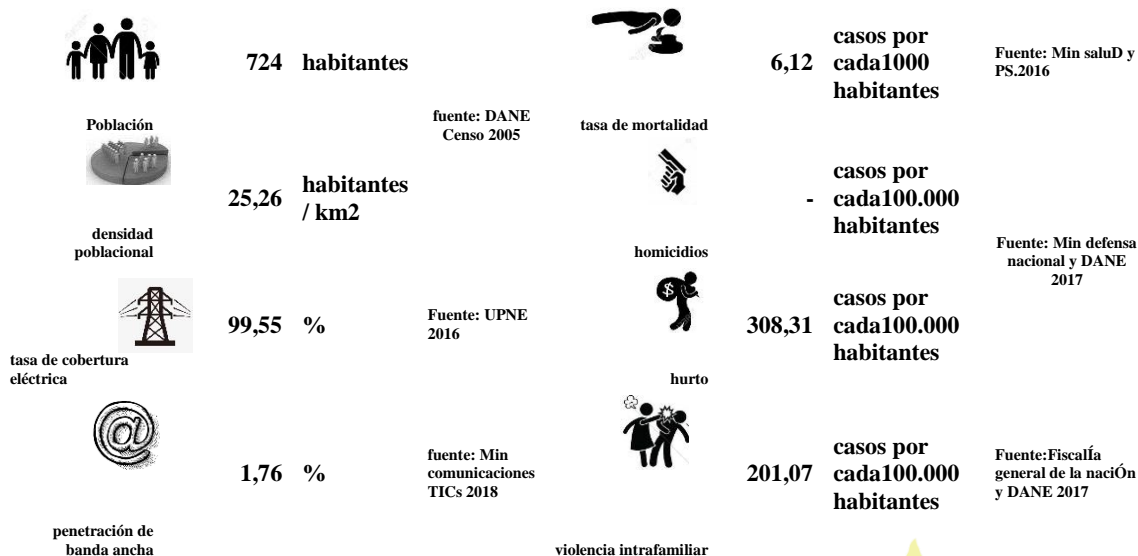 724 habitantes
Población
fuente: DANE
Censo 2005
25,26 habitantes
/ km2
densidad
poblacional
99,55 %
Fuente: UPNE
2016
tasa de cobertura
eléctrica
1,76 %
fuente: Min
comunicaciones
TICs 2018
penetración de
banda ancha
6,12 casos por
cada1000
habitantes
Fuente: Min saluD y
PS.2016
tasa de mortalidad
- casos por
cada100.000
habitantes
homicidios
Fuente: Min defensa
nacional y DANE
2017
308,31 casos por
cada100.000
habitantes
hurto
201,07 casos por
cada100.000
habitantes
Fuente:FiscalÍa
general de la naciÓn
y DANE 2017
violencia intrafamiliar